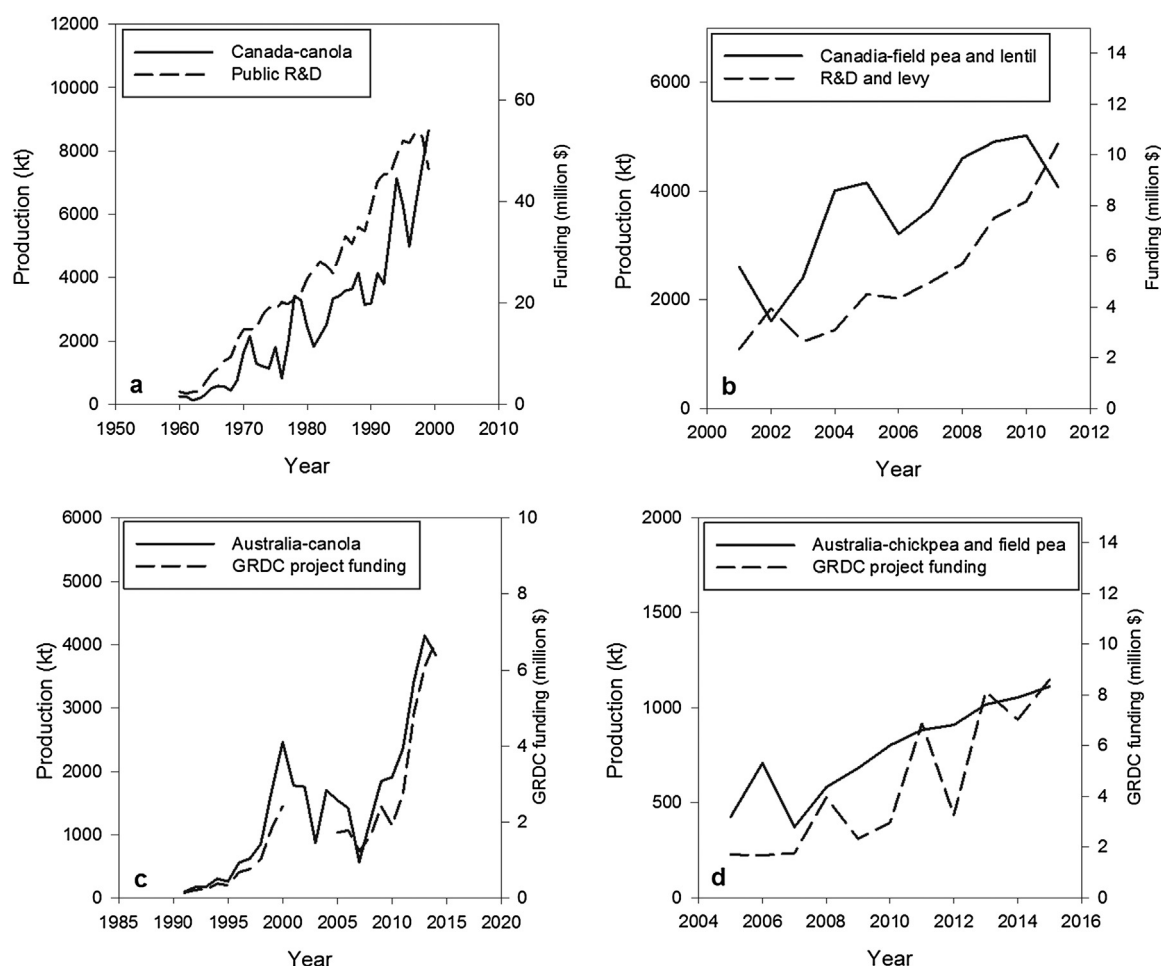 12000
10000
8000
6000
4000
2000
0
Production (kt)
Canada-canola
Public R&D
60
40
20
0
Funding (million $)
a
1950 1960 1970 1980 1990 2000 2010
Year
6000
4000
2000
0
Production (kt)
Canadia-field pea and lentil
R&D and levy
14
12
10
8
6
4
2
0
Funding (million $)
b
2000 2002 2004 2006 2008 2010 2012
Year
6000
5000
4000
3000
2000
1000
0
Production (kt)
Australia-canola
GRDC project funding
10
8
6
4
2
0
GRDC funding (million $)
c
1985 1990 1995 2000 2005 2010 2015 2020
Year
2000
1500
1000
500
0
Production (kt)
Australia-chickpea and field pea
GRDC project funding
14
12
10
8
6
4
2
0
GRDC funding (million $)
d
2004 2006 2008 2010 2012 2014 2016
Year